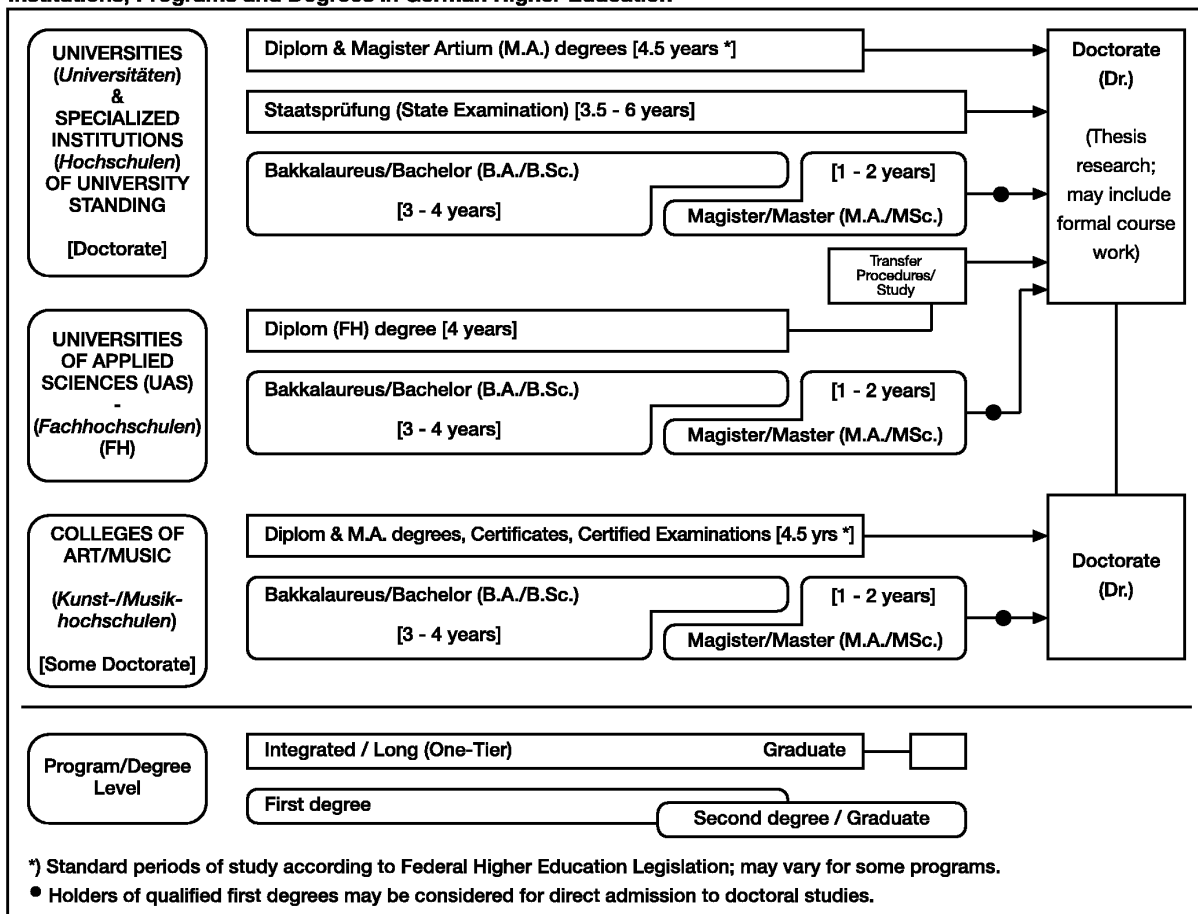 Institutions, Programs and Degrees in German Higher Education
UNIVERSITIES
(Universitäten)
&
SPECIALIZED
INSTITUTIONS
(Hochschulen)
OF UNIVERSITY
STANDING
[Doctorate]
Diplom & Magister Artium (M.A.) degrees [4.5 years *]
Staatsprüfung (State Examination) [3.5 - 6 years]
Bakkalaureus/Bachelor (B.A./B.Sc.)
[3 - 4 years]
[1 - 2 years]
Magister/Master (M.A./MSc.)
Doctorate
(Dr.)
(Thesis
research;
may include
formal course
work)
Transfer
Procedures/
Study
UNIVERSITIES
OF APPLIED
SCIENCES (UAS)
-
(Fachhochschulen)
(FH)
Diplom (FH) degree [4 years]
Bakkalaureus/Bachelor (B.A./B.Sc.)
[3 - 4 years]
[1 - 2 years]
Magister/Master (M.A./MSc.)
COLLEGES OF
ART/MUSIC
(Kunst-/Musik-
hochschulen)
[Some Doctorate]
Diplom & M.A. degrees, Certificates, Certified Examinations [4.5 yrs *]
Bakkalaureus/Bachelor (B.A./B.Sc.)
[3 - 4 years]
[1 - 2 years]
Magister/Master (M.A./MSc.)
Doctorate
(Dr.)
Program/Degree
Level
Integrated / Long (One-Tier) Graduate
First degree
Second degree / Graduate
*) Standard periods of study according to Federal Higher Education Legislation; may vary for some programs.
● Holders of qualified first degrees may be considered for direct admission to doctoral studies.